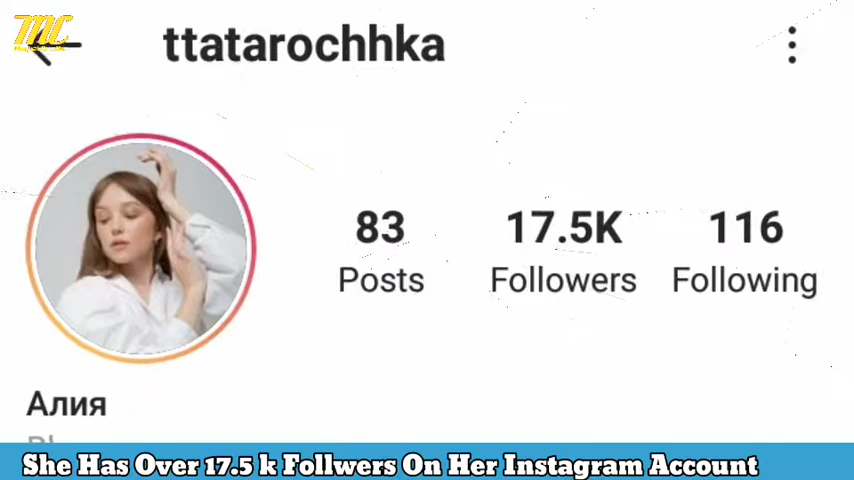 MC
ttatarochhka
83 17.5K 116
Posts Followers Following
Алия
She Has Over 17.5 k Follwers On Her Instagram Account